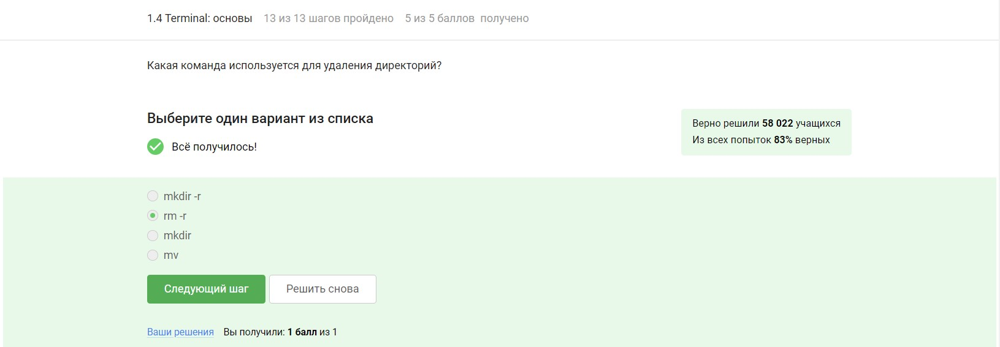 1.4 Terminal: основы 13 из 13 шагов пройдено 5 из 5 баллов получено
Какая команда используется для удаления директорий?
Выберите один вариант из списка
Всё получилось!
Верно решили 58 022 учащихся
Из всех попыток 83% верных
mkdir -r
rm -r
mkdir
mv
Следующий шаг Решить снова
Ваши решения Вы получили: 1 балл из 1